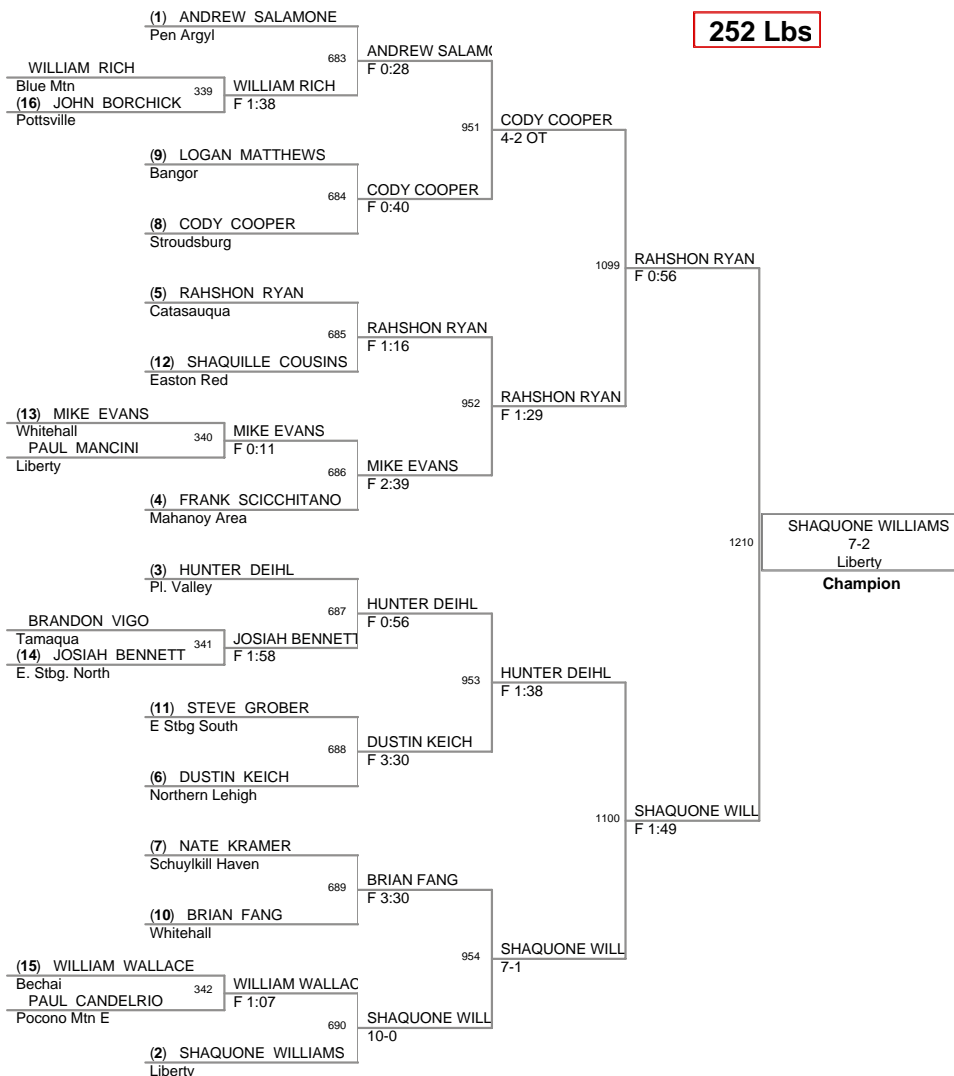 252 Lbs
(1) ANDREW SALAMONE
Pen Argyl
683
ANDREW SALAMO
F 0:28
WILLIAM RICH
Blue Mtn
339
WILLIAM RICH
F 1:38
(16) JOHN BORCHICK
Pottsville
951
CODY COOPER
4-2 OT
(9) LOGAN MATTHEWS
Bangor
684
CODY COOPER
F 0:40
(8) CODY COOPER
Stroudsburg
1099
RAHSHON RYAN
F 0:56
(5) RAHSHON RYAN
Catasauqua
685
RAHSHON RYAN
F 1:16
(12) SHAQUILLE COUSINS
Easton Red
952
RAHSHON RYAN
F 1:29
(13) MIKE EVANS
Whitehall
340
MIKE EVANS
F 0:11
PAUL MANCINI
Liberty
686
MIKE EVANS
F 2:39
(4) FRANK SCICCHITANO
Mahanoy Area
1210
SHAQUONE WILLIAMS
7-2
Liberty
Champion
(3) HUNTER DEIHL
Pl. Valley
687
HUNTER DEIHL
F 0:56
BRANDON VIGO
Tamaqua
341
JOSIAH BENNETT
F 1:58
(14) JOSIAH BENNETT
E. Stbg. North
953
HUNTER DEIHL
F 1:38
(11) STEVE GROBER
E Stbg South
688
DUSTIN KEICH
F 3:30
(6) DUSTIN KEICH
Northern Lehigh
1100
SHAQUONE WILL
F 1:49
(7) NATE KRAMER
Schuylkill Haven
689
BRIAN FANG
F 3:30
(10) BRIAN FANG
Whitehall
954
SHAQUONE WILL
7-1
(15) WILLIAM WALLACE
Bechai
342
WILLIAM WALLAC
F 1:07
PAUL CANDELRIO
Pocono Mtn E
690
SHAQUONE WILL
10-0
(2) SHAQUONE WILLIAMS
Liberty